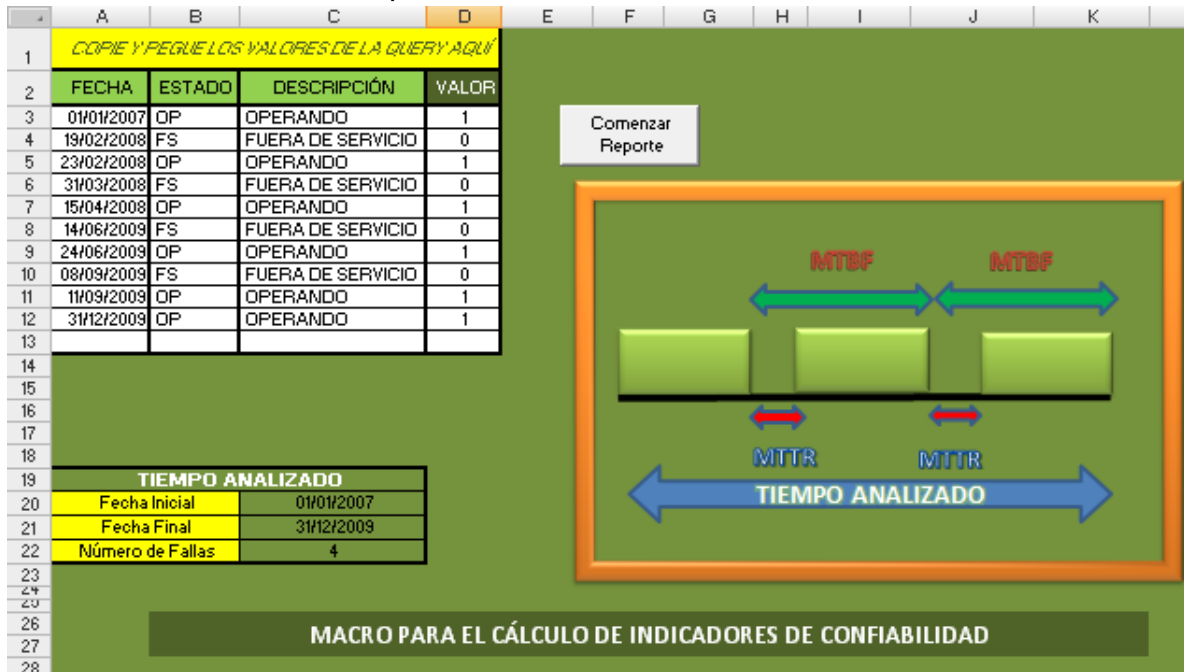 A B C D E F G H I J K
1 COPIE Y PEGUE LOS VALORES DE LA QUERY AQUÍ
2 FECHA ESTADO DESCRIPCIÓN VALOR
3 01/01/2007 OP OPERANDO 1
4 19/02/2008 FS FUERA DE SERVICIO 0
5 23/02/2008 OP OPERANDO 1
6 31/03/2008 FS FUERA DE SERVICIO 0
7 15/04/2008 OP OPERANDO 1
8 14/06/2009 FS FUERA DE SERVICIO 0
9 24/06/2009 OP OPERANDO 1
10 08/09/2009 FS FUERA DE SERVICIO 0
11 11/09/2009 OP OPERANDO 1
12 31/12/2009 OP OPERANDO 1
13
14
15
16
17
18
19 TIEMPO ANALIZADO
20 Fecha Inicial 01/01/2007
21 Fecha Final 31/12/2009
22 Número de Fallas 4
23
24
25
26
27
28
Comenzar
Reporte
MTBF MTBF
MTTR MTTR
TIEMPO ANALIZADO
MACRO PARA EL CÁLCULO DE INDICADORES DE CONFIABILIDAD